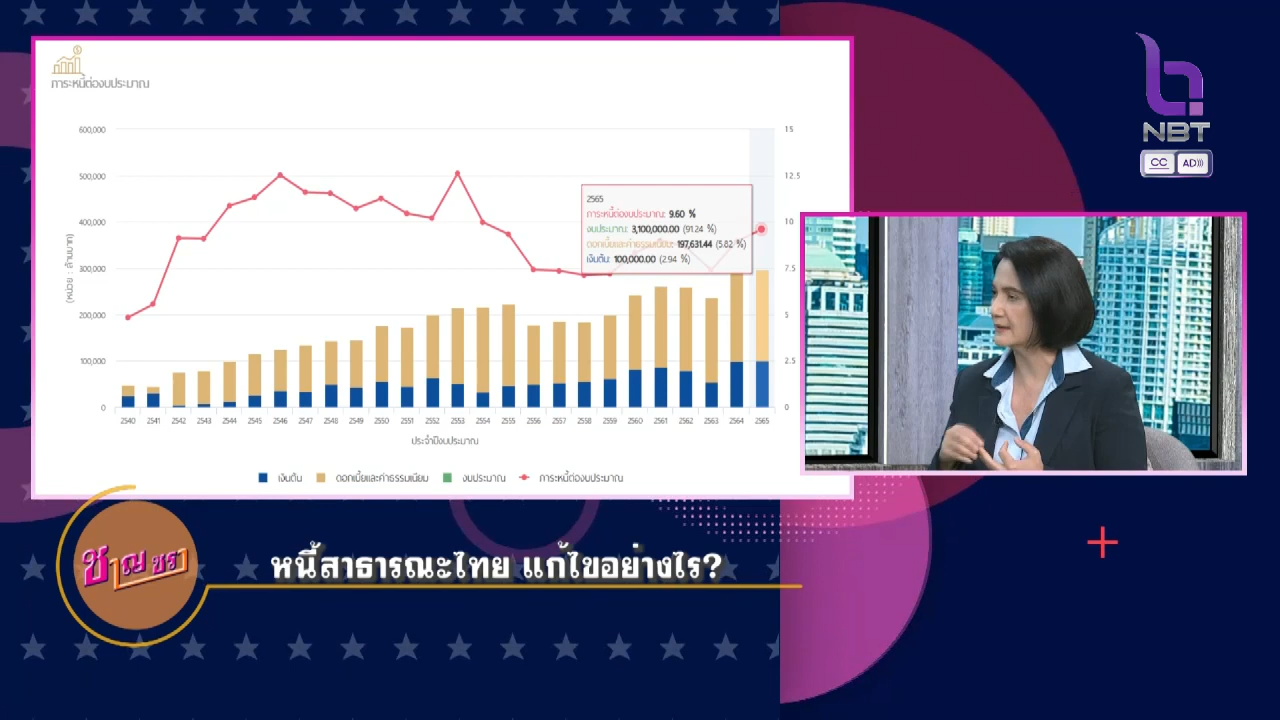 ภาระหนี้ต่องบประมาณ
600,000
500,000
400,000
300,000
200,000
100,000
0
(หน่วย : ล้านบาท)
15
12.5
10
7.5
5
2.5
0
2565
ภาระหนี้ต่องบประมาณ: 9.60 %
งบประมาณ: 3,100,000.00 (91.24 %)
ดอกเบี้ยและค่าธรรมเนียม: 197,631.44 (5.82 %)
เงินต้น: 100,000.00 (2.94 %)
2540 2541 2542 2543 2544 2545 2546 2547 2548 2549 2550 2551 2552 2553 2554 2555 2556 2557 2558 2559 2560 2561 2562 2563 2564 2565
ประจำปีงบประมาณ
เงินต้น ดอกเบี้ยและค่าธรรมเนียม งบประมาณ ภาระหนี้ต่องบประมาณ
NBT
CC AD)))
ชาญ ชรา
หนี้สาธารณะไทย แก้ไขอย่างไร?